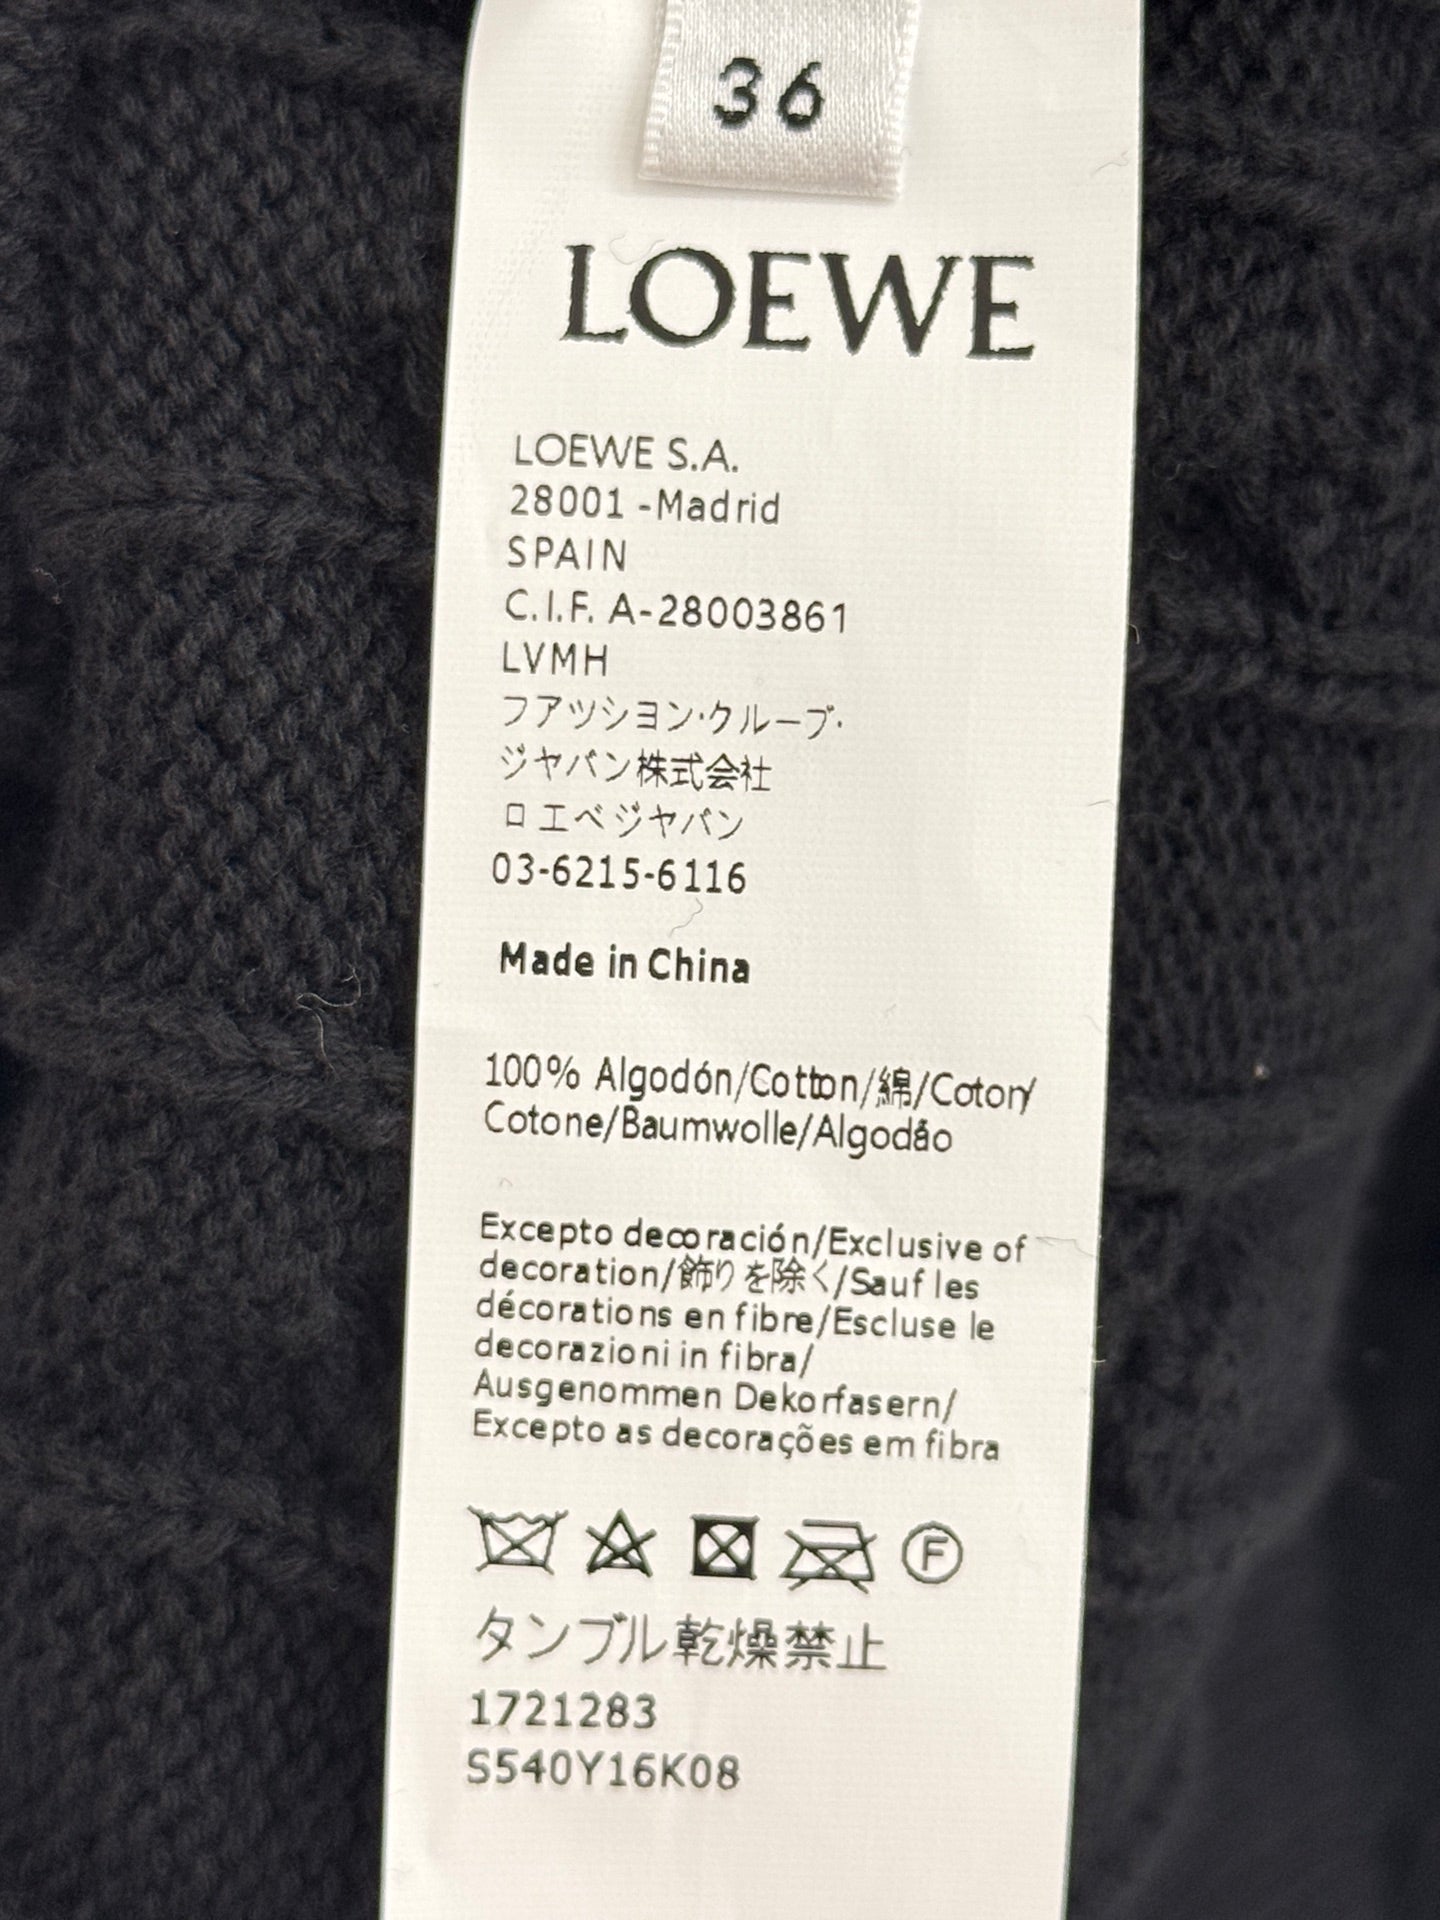 36
LOEWE
LOEWE S.A.
28001 -Madrid
SPAIN
C.I.F. A-28003861
LVMH
フアツシヨン·クルーブ·
ジヤパン株式会社
ロエベジヤパン
03-6215-6116
Made in China
100% Algodón/Cotton/綿/Coton/
Cotone/Baumwolle/Algodão
Excepto decoración/Exclusive of
decoration/飾りを除く/Sauf les
décorations en fibre/Escluse le
decorazioni in fibra/
Ausgenommen Dekorfasern/
Excepto as decorações em fibra
F
タンブル乾燥禁止
1721283
S540Y16K08